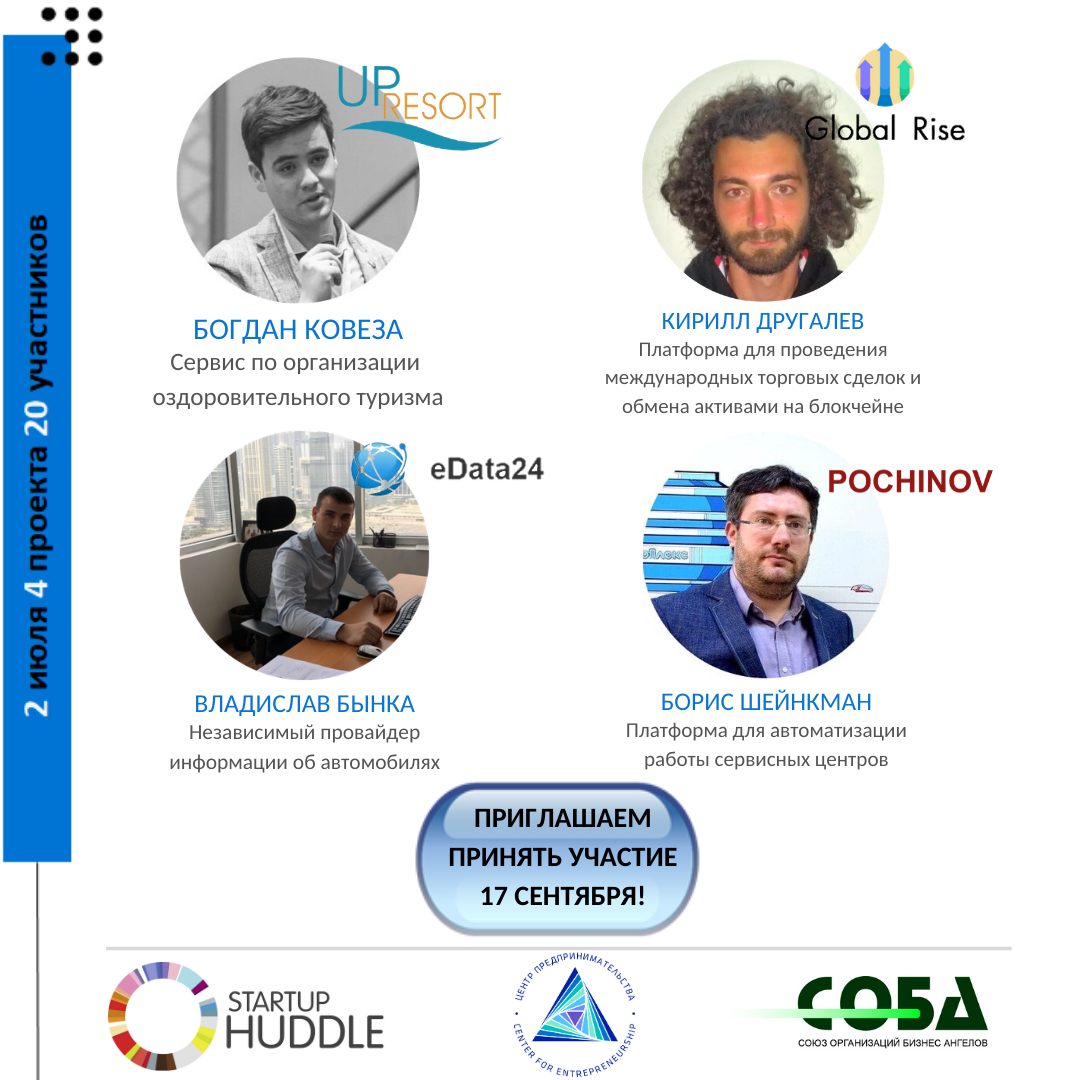 2 июля 4 проекта 20 участников
UP
RESORT
Global Rise
БОГДАН КОВЕЗА
Сервис по организации
оздоровительного туризма
КИРИЛЛ ДРУГАЛЕВ
Платформа для проведения
международных торговых сделок и
обмена активами на блокчейне
eData24
POCHINOV
ВЛАДИСЛАВ БЫНКА
Независимый провайдер
информации об автомобилях
БОРИС ШЕЙНКМАН
Платформа для автоматизации
работы сервисных центров
ПРИГЛАШАЕМ
ПРИНЯТЬ УЧАСТИЕ
17 СЕНТЯБРЯ!
STARTUP
HUDDLE
ЦЕНТР ПРЕДПРИНИМАТЕЛЬСТВА
CENTER FOR ENTREPRENEURSHIP
СОБА
СОЮЗ ОРГАНИЗАЦИЙ БИЗНЕС АНГЕЛОВ